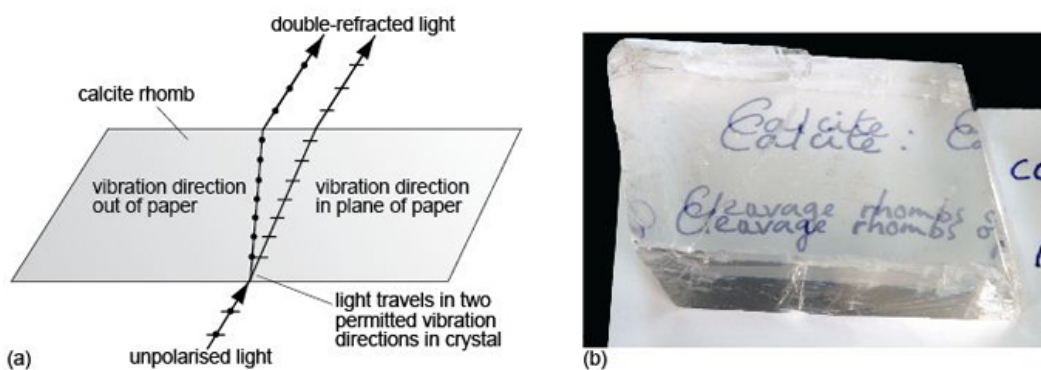 double-refracted light
calcite rhomb
vibration direction
out of paper
vibration direction
in plane of paper
light travels in two
permitted vibration
directions in crystal
unpolarised light
(a)
Calcite:
Calcite.
Cleavage rhombs
Cleavage rhombs
(b)